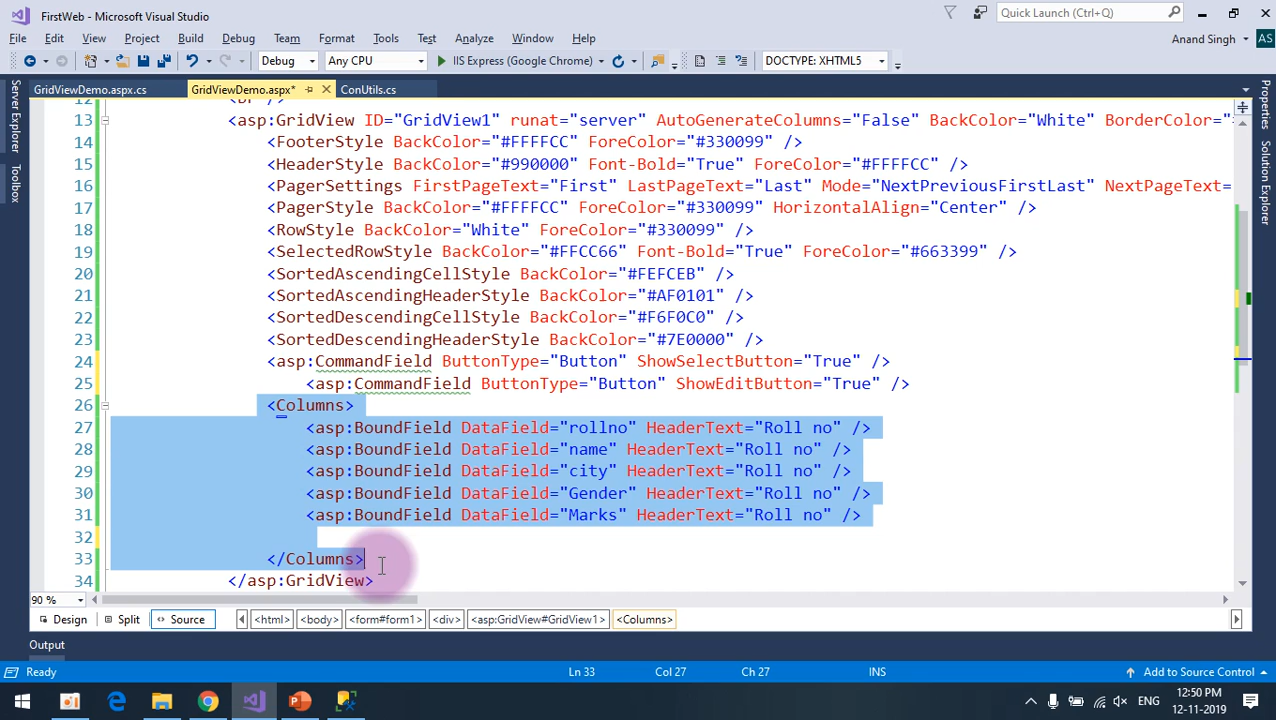 FirstWeb - Microsoft Visual Studio
Quick Launch (Ctrl+Q)
File Edit View Project Build Debug Team Format Tools Test Analyze Window Help
Anand Singh AS
Debug Any CPU IIS Express (Google Chrome) DOCTYPE: XHTML5
GridViewDemo.aspx.cs GridViewDemo.aspx* ConUtils.cs
Server Explorer
Toolbox
Properties
Solution Explorer
13 <asp:GridView ID="GridView1" runat="server" AutoGenerateColumns="False" BackColor="White" BorderColor="
14 <FooterStyle BackColor="#FFFFCC" ForeColor="#330099" />
15 <HeaderStyle BackColor="#990000" Font-Bold="True" ForeColor="#FFFFCC" />
16 <PagerSettings FirstPageText="First" LastPageText="Last" Mode="NextPreviousFirstLast" NextPageText=
17 <PagerStyle BackColor="#FFFFCC" ForeColor="#330099" HorizontalAlign="Center" />
18 <RowStyle BackColor="White" ForeColor="#330099" />
19 <SelectedRowStyle BackColor="#FFCC66" Font-Bold="True" ForeColor="#663399" />
20 <SortedAscendingCellStyle BackColor="#FEFCEB" />
21 <SortedAscendingHeaderStyle BackColor="#AF0101" />
22 <SortedDescendingCellStyle BackColor="#F6F0C0" />
23 <SortedDescendingHeaderStyle BackColor="#7E0000" />
24 <asp:CommandField ButtonType="Button" ShowSelectButton="True" />
25 <asp:CommandField ButtonType="Button" ShowEditButton="True" />
26 <Columns>
27 <asp:BoundField DataField="rollno" HeaderText="Roll no" />
28 <asp:BoundField DataField="name" HeaderText="Roll no" />
29 <asp:BoundField DataField="city" HeaderText="Roll no" />
30 <asp:BoundField DataField="Gender" HeaderText="Roll no" />
31 <asp:BoundField DataField="Marks" HeaderText="Roll no" />
32
33 </Columns>
34 </asp:GridView>
90 %
Design Split Source <html> <body> <form#form1> <div> <asp:GridView#GridView1> <Columns>
Output
Ready Ln 33 Col 27 Ch 27 INS Add to Source Control
ENG 12:50 PM
12-11-2019